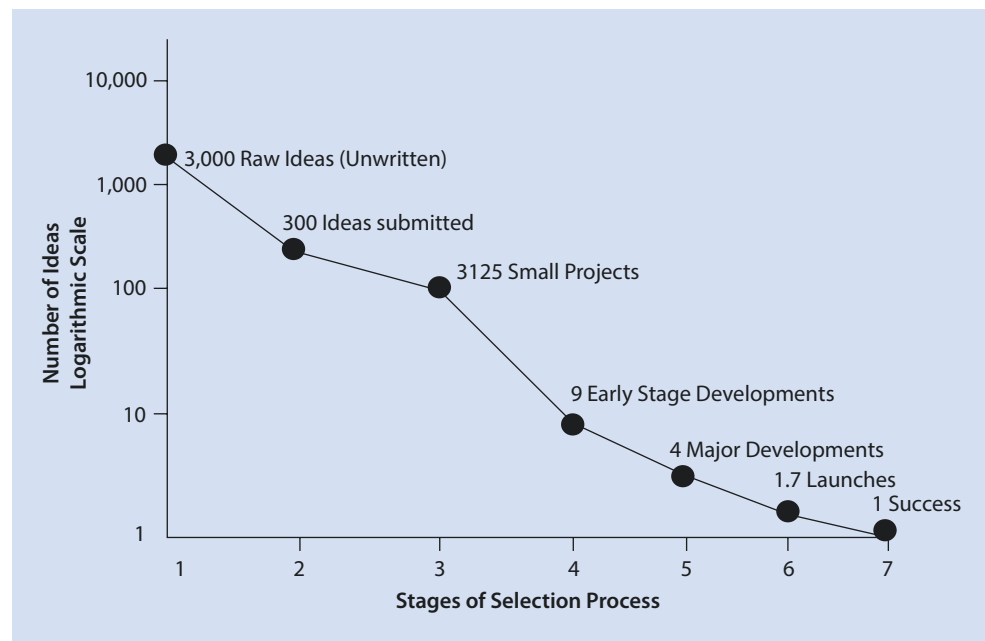 10,000
3,000 Raw Ideas (Unwritten)
1,000
300 Ideas submitted
3125 Small Projects
100
Number of Ideas
Logarithmic Scale
9 Early Stage Developments
10
4 Major Developments
1.7 Launches
1 Success
1
1 2 3 4 5 6 7
Stages of Selection Process